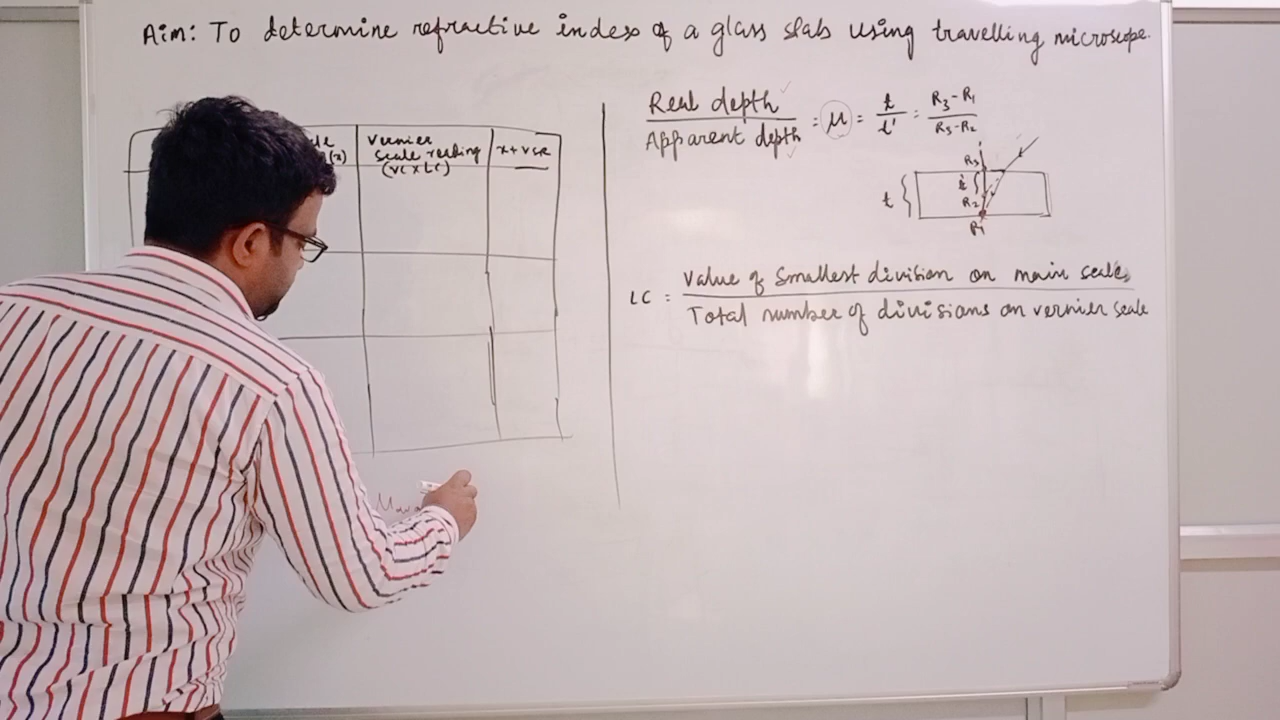 Aim: To determine refractive index of a glass slab using travelling microscope.
Vernier
scale reading
(VC x LC)
x + VSR
(x)
Real depth
Apparent depth
= μ = t / t' = R3 - R1 / R3 - R2
R3
t'
R2
t
R1
LC = Value of Smallest division on main scale
Total number of divisions on vernier scale